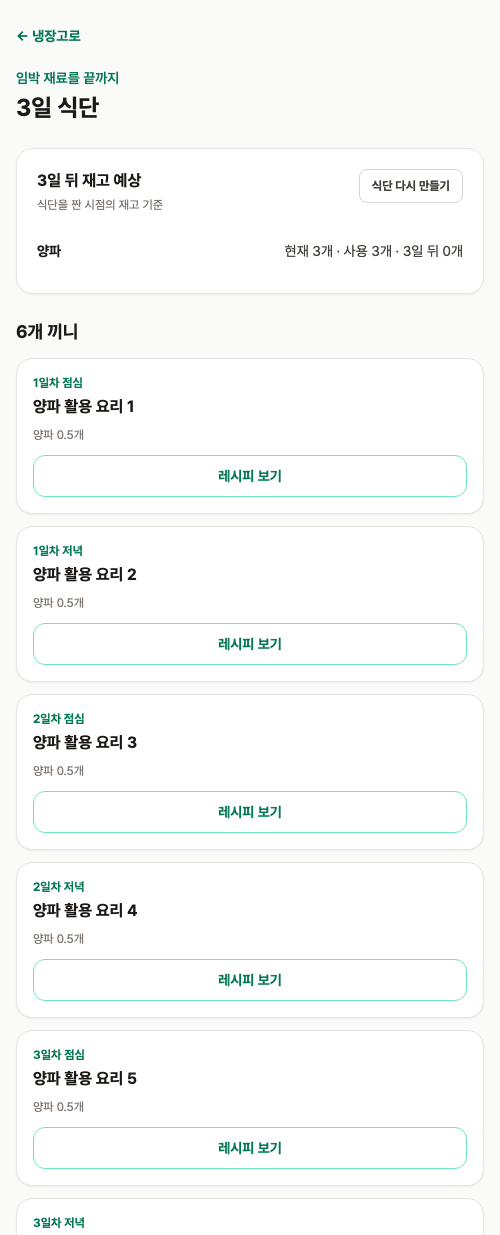 ← 냉장고로
임박 재료를 끝까지
3일 식단
3일 뒤 재고 예상
식단을 짠 시점의 재고 기준
식단 다시 만들기
양파
현재 3개 · 사용 3개 · 3일 뒤 0개
6개 끼니
1일차 점심
양파 활용 요리 1
양파 0.5개
레시피 보기
1일차 저녁
양파 활용 요리 2
양파 0.5개
레시피 보기
2일차 점심
양파 활용 요리 3
양파 0.5개
레시피 보기
2일차 저녁
양파 활용 요리 4
양파 0.5개
레시피 보기
3일차 점심
양파 활용 요리 5
양파 0.5개
레시피 보기
3일차 저녁